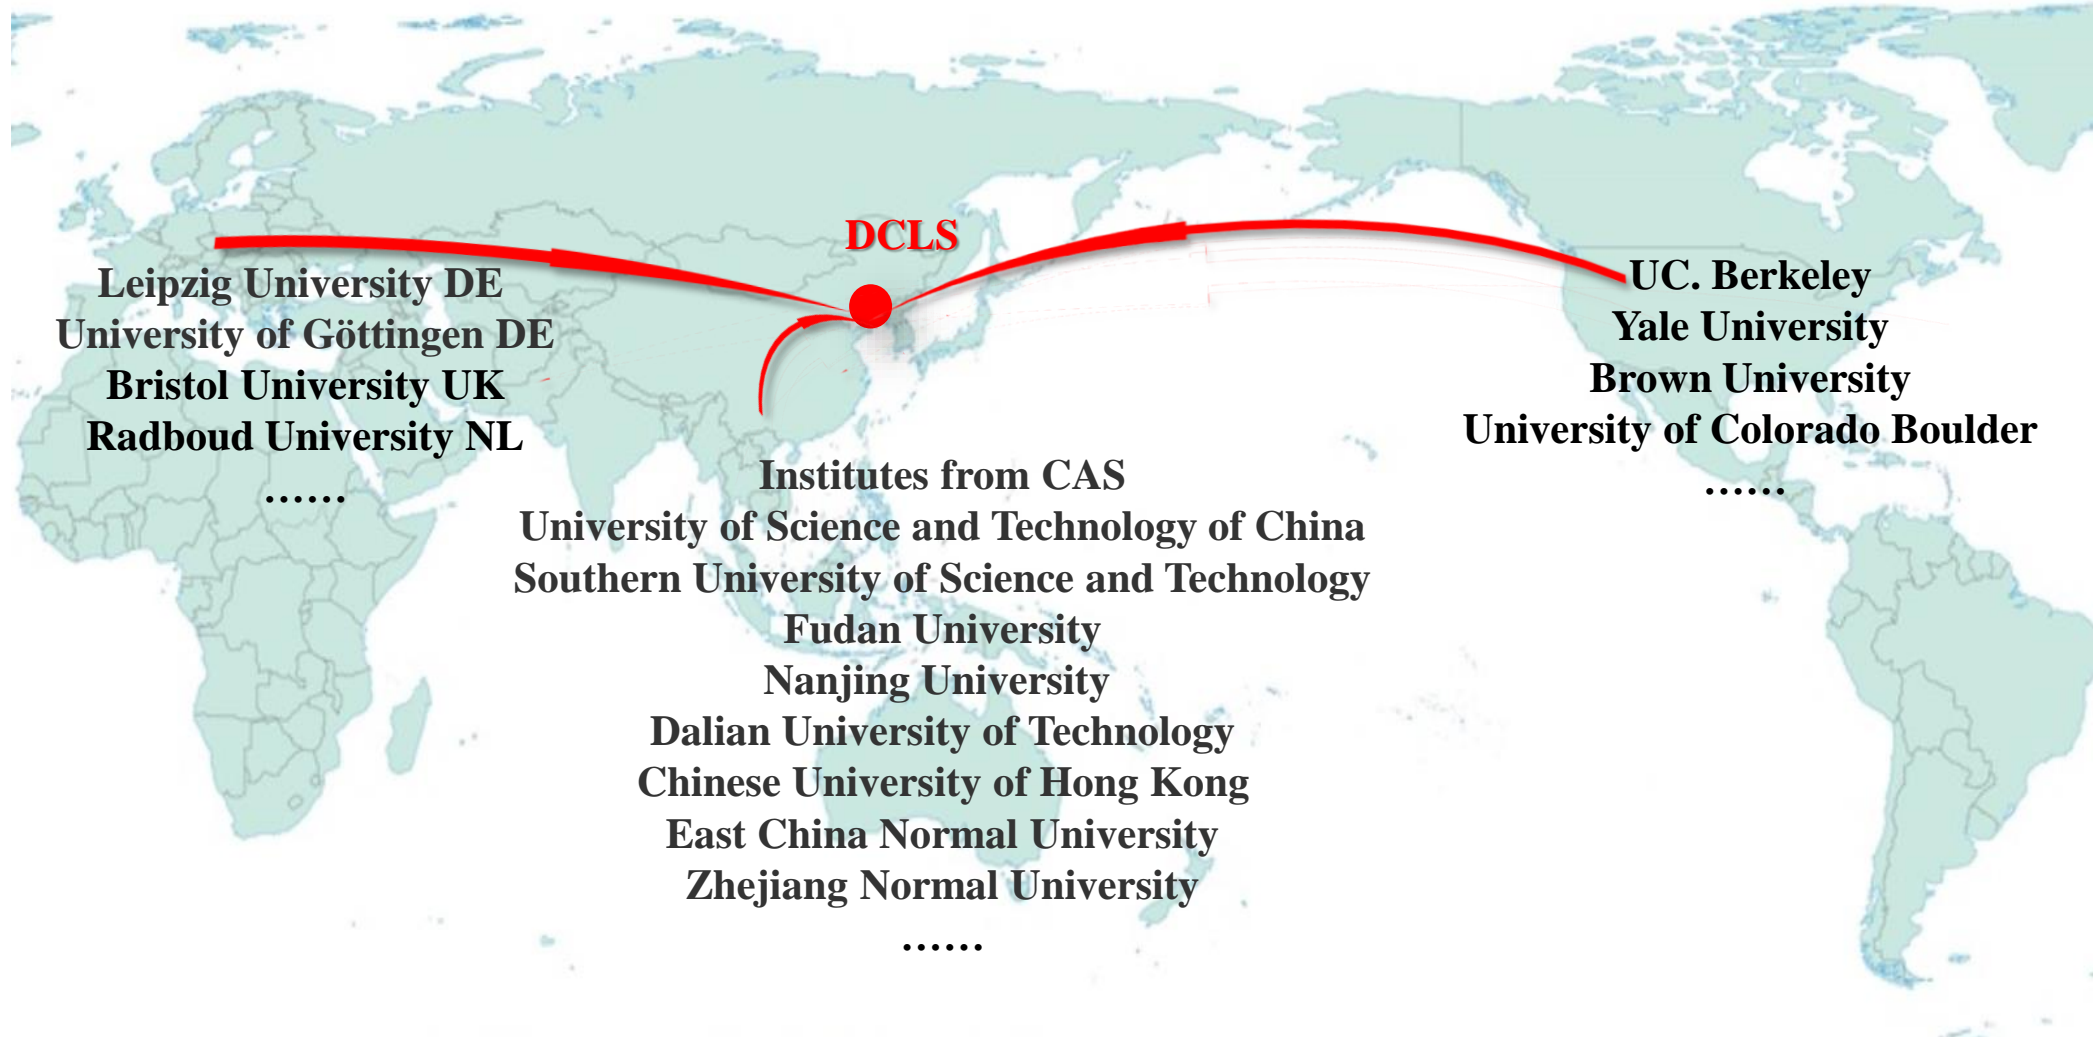 DCLS
Leipzig University DE
University of Göttingen DE
Bristol University UK
Radboud University NL
……
UC. Berkeley
Yale University
Brown University
University of Colorado Boulder
……
Institutes from CAS
University of Science and Technology of China
Southern University of Science and Technology
Fudan University
Nanjing University
Dalian University of Technology
Chinese University of Hong Kong
East China Normal University
Zhejiang Normal University
……